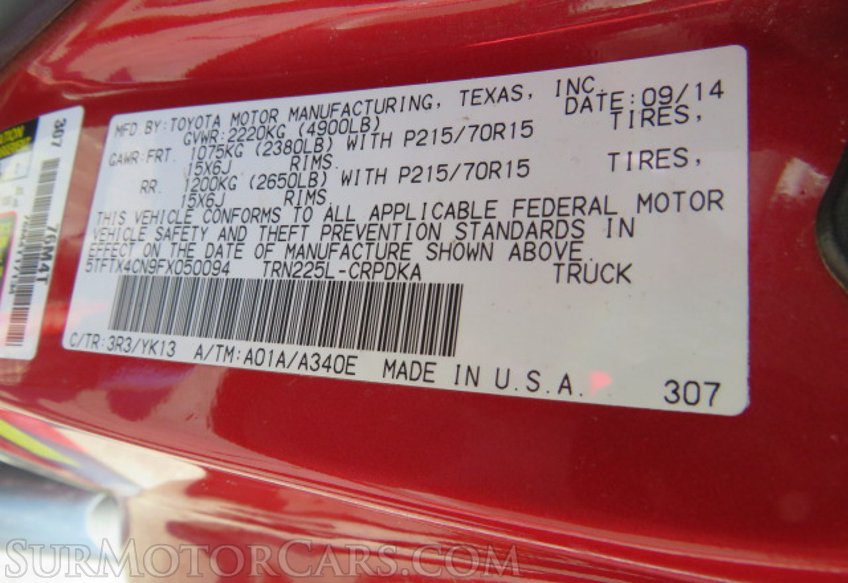 MFD BY: TOYOTA MOTOR MANUFACTURING, TEXAS, INC. DATE: 09/14
GVWR: 2220KG (4900LB)
GAWR: FRT. 1075KG (2380LB) WITH P215/70R15 TIRES,
15X6J RIMS.
RR. 1200KG (2650LB) WITH P215/70R15 TIRES,
15X6J RIMS.
THIS VEHICLE CONFORMS TO ALL APPLICABLE FEDERAL MOTOR
VEHICLE SAFETY AND THEFT PREVENTION STANDARDS IN
EFFECT ON THE DATE OF MANUFACTURE SHOWN ABOVE.
5TFTX4CN9FX050094 TRN225L-CRPDKA TRUCK
C/TR: 3R3/YK13 A/TM: A01A/A340E MADE IN U.S.A. 307
307 76M4T
SurMotorCars.com